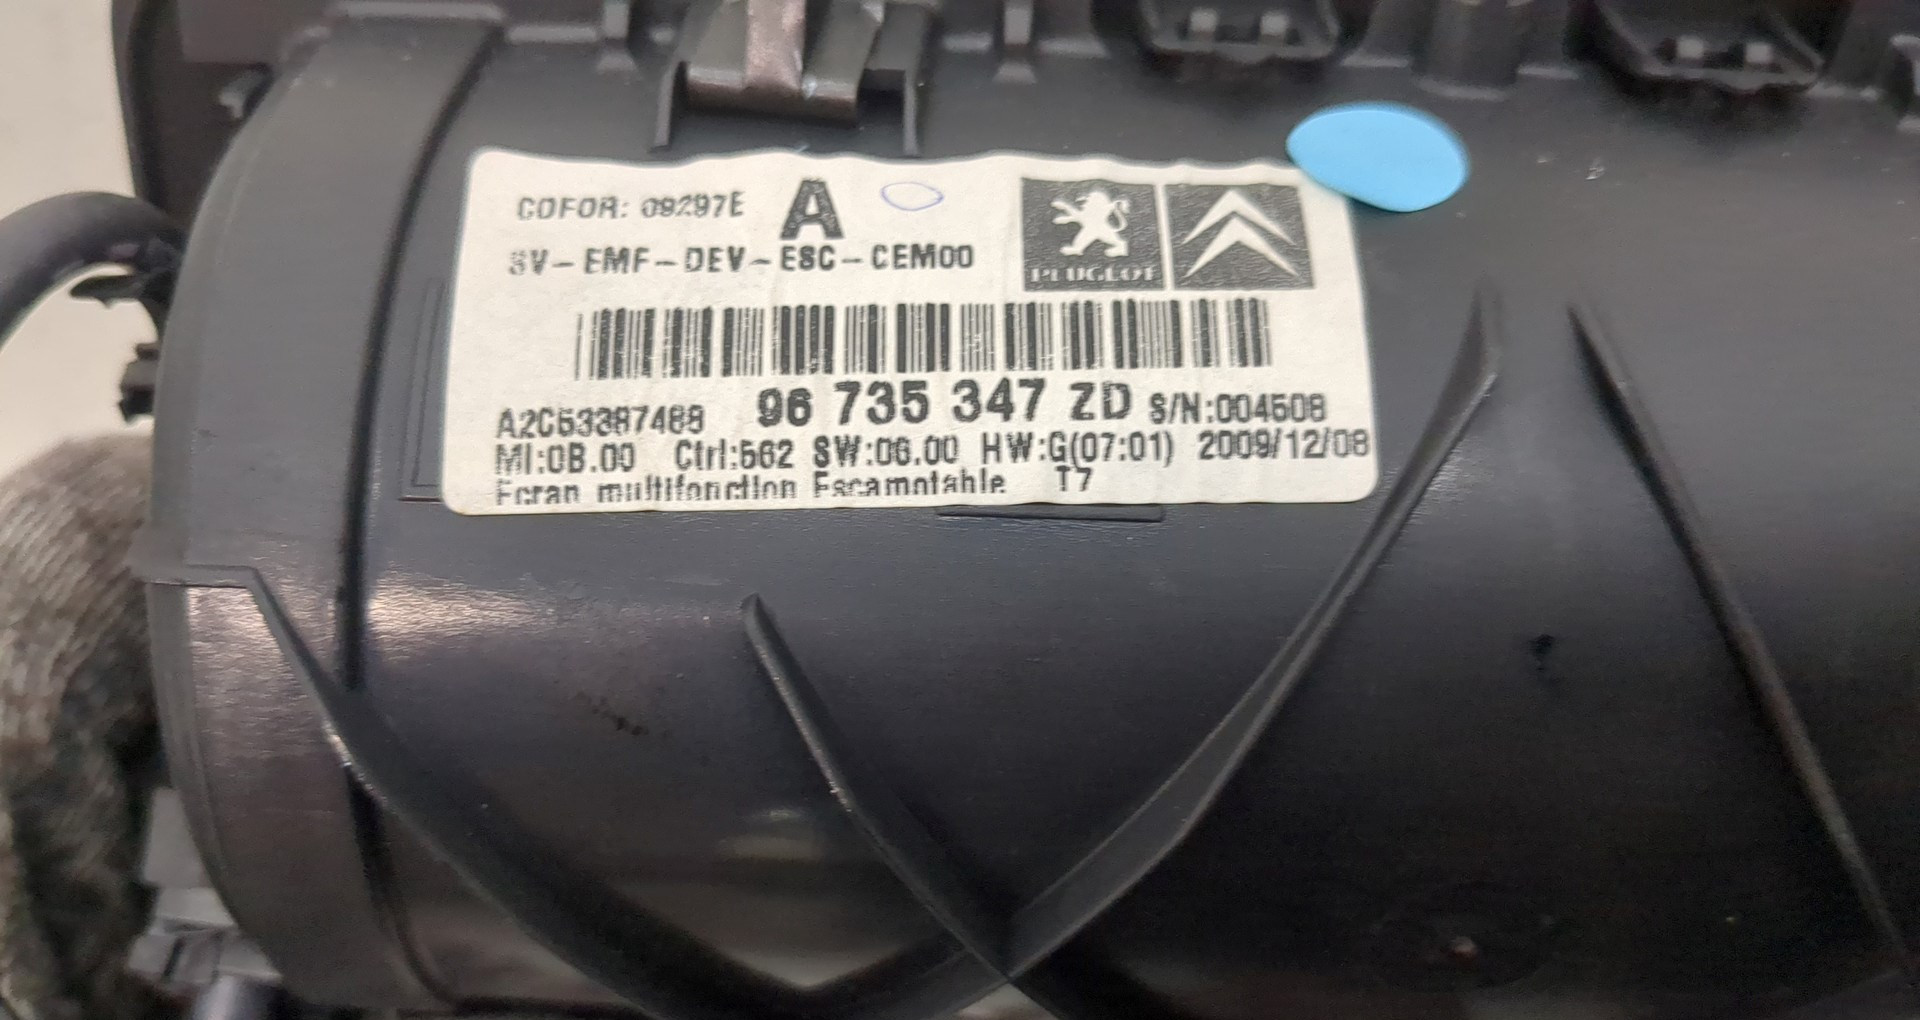 COFOR: 09297E A
SV-EMF-DEV-ESC-CEM00
PEUGEOT
96 735 347 ZD S/N:004508
A2C53387488
MI:0B.00 Ctrl:562 SW:06.00 HW:G(07:01) 2009/12/08
Ecran multifonction Escamotable T7